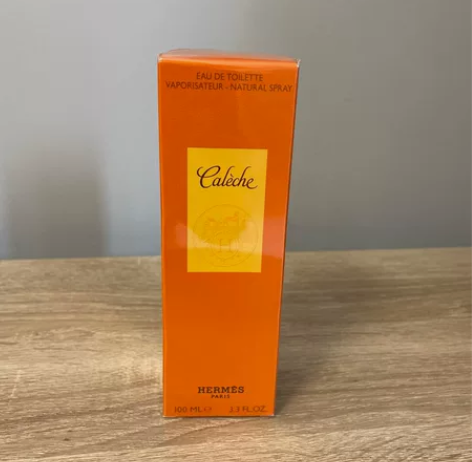 EAU DE TOILETTE
VAPORISATEUR - NATURAL SPRAY
Calèche
HERMÈS
PARIS
100 ML ℮ 3.3 FL.OZ.